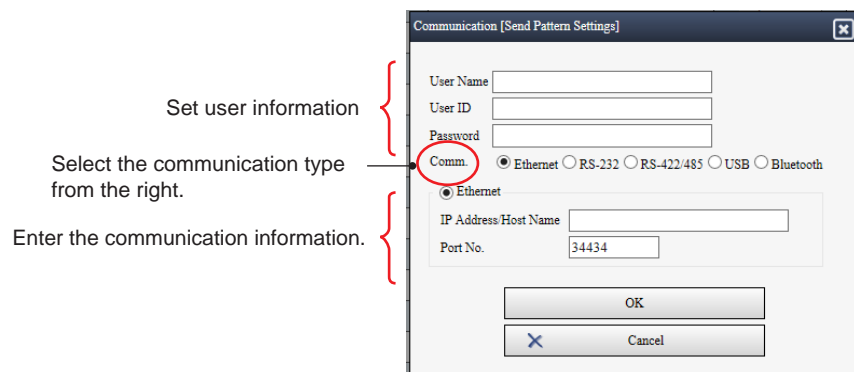 Communication [Send Pattern Settings]
Set user information
User Name
User ID
Password
Select the communication type
from the right.
Comm. Ethernet RS-232 RS-422/485 USB Bluetooth
Ethernet
Enter the communication information.
IP Address/Host Name
Port No. 34434
OK
Cancel